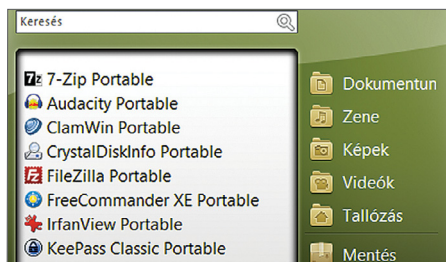 Keresés
7-Zip Portable
Audacity Portable
ClamWin Portable
CrystalDiskInfo Portable
FileZilla Portable
FreeCommander XE Portable
IrfanView Portable
KeePass Classic Portable
Dokumentun
Zene
Képek
Videók
Tallózás
Mentés